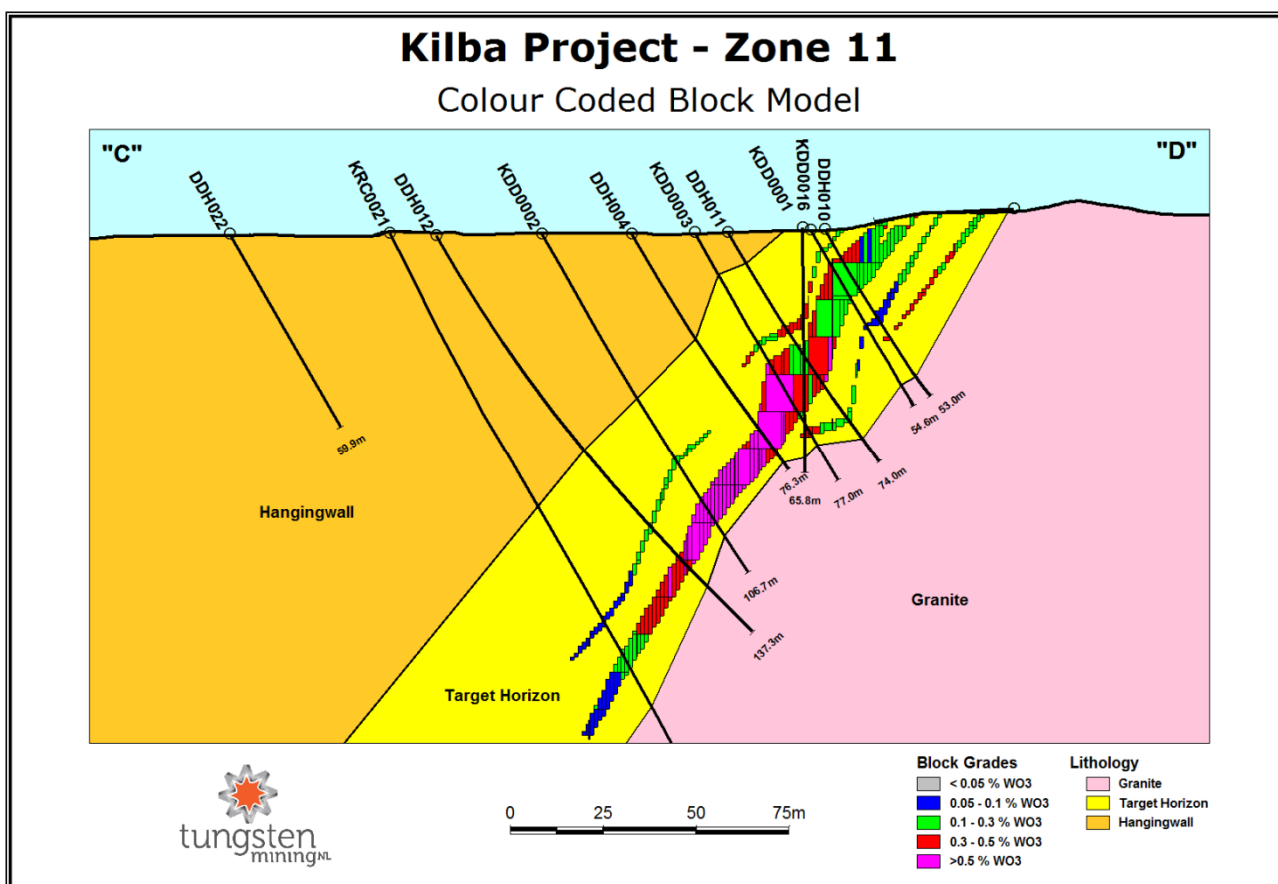 Kilba Project - Zone 11
Colour Coded Block Model
"C"
"D"
DDH022
KRC0021
DDH012
KDD0002
DDH004
KDD0003
DDH011
KDD0001
KDD0016
DDH010
59.9m
53.0m
54.6m
74.0m
76.3m
65.8m
77.0m
106.7m
137.3m
Hangingwall
Granite
Target Horizon
tungsten
miningNL
0 25 50 75m
Block Grades
< 0.05 % WO3
0.05 - 0.1 % WO3
0.1 - 0.3 % WO3
0.3 - 0.5 % WO3
>0.5 % WO3
Lithology
Granite
Target Horizon
Hangingwall